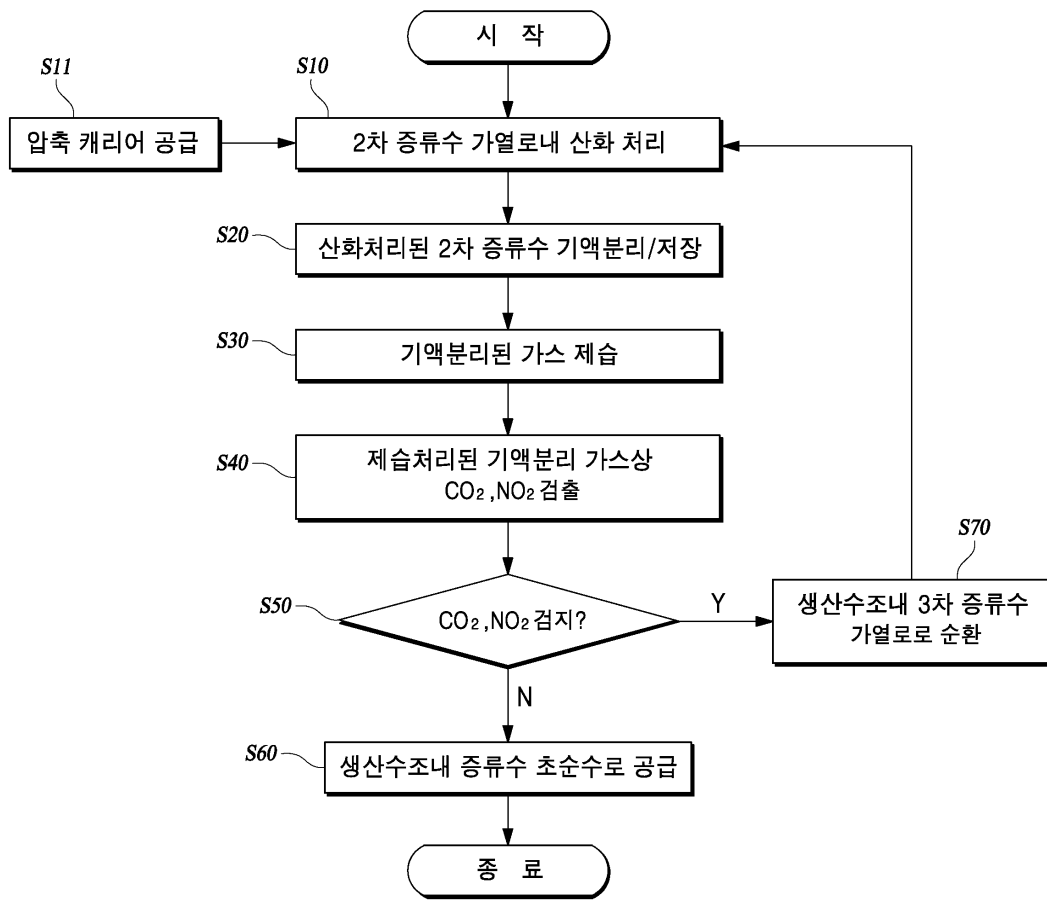 시 작
S11
S10
압축 캐리어 공급
2차 증류수 가열로내 산화 처리
S20
산화처리된 2차 증류수 기액분리/저장
S30
기액분리된 가스 제습
S40
제습처리된 기액분리 가스상
CO₂,NO₂ 검출
S50
CO₂,NO₂ 검지?
Y
S70
생산수조내 3차 증류수
가열로로 순환
N
S60
생산수조내 증류수 초순수로 공급
종 료